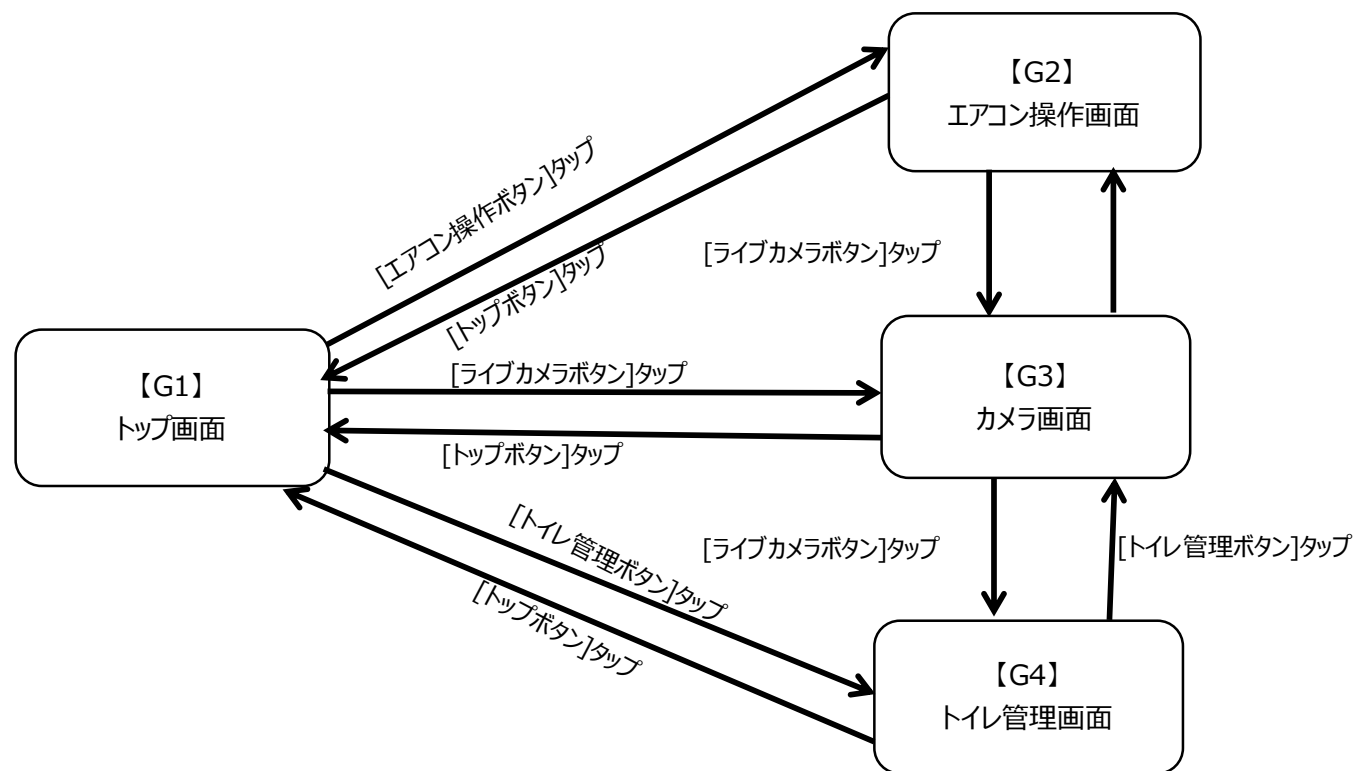 【G2】
エアコン操作画面
[エアコン操作ボタン]タップ
[トップボタン]タップ
[ライブカメラボタン]タップ
【G1】
トップ画面
[ライブカメラボタン]タップ
[トップボタン]タップ
【G3】
カメラ画面
[トイレ管理ボタン]タップ
[トップボタン]タップ
[ライブカメラボタン]タップ
[トイレ管理ボタン]タップ
【G4】
トイレ管理画面